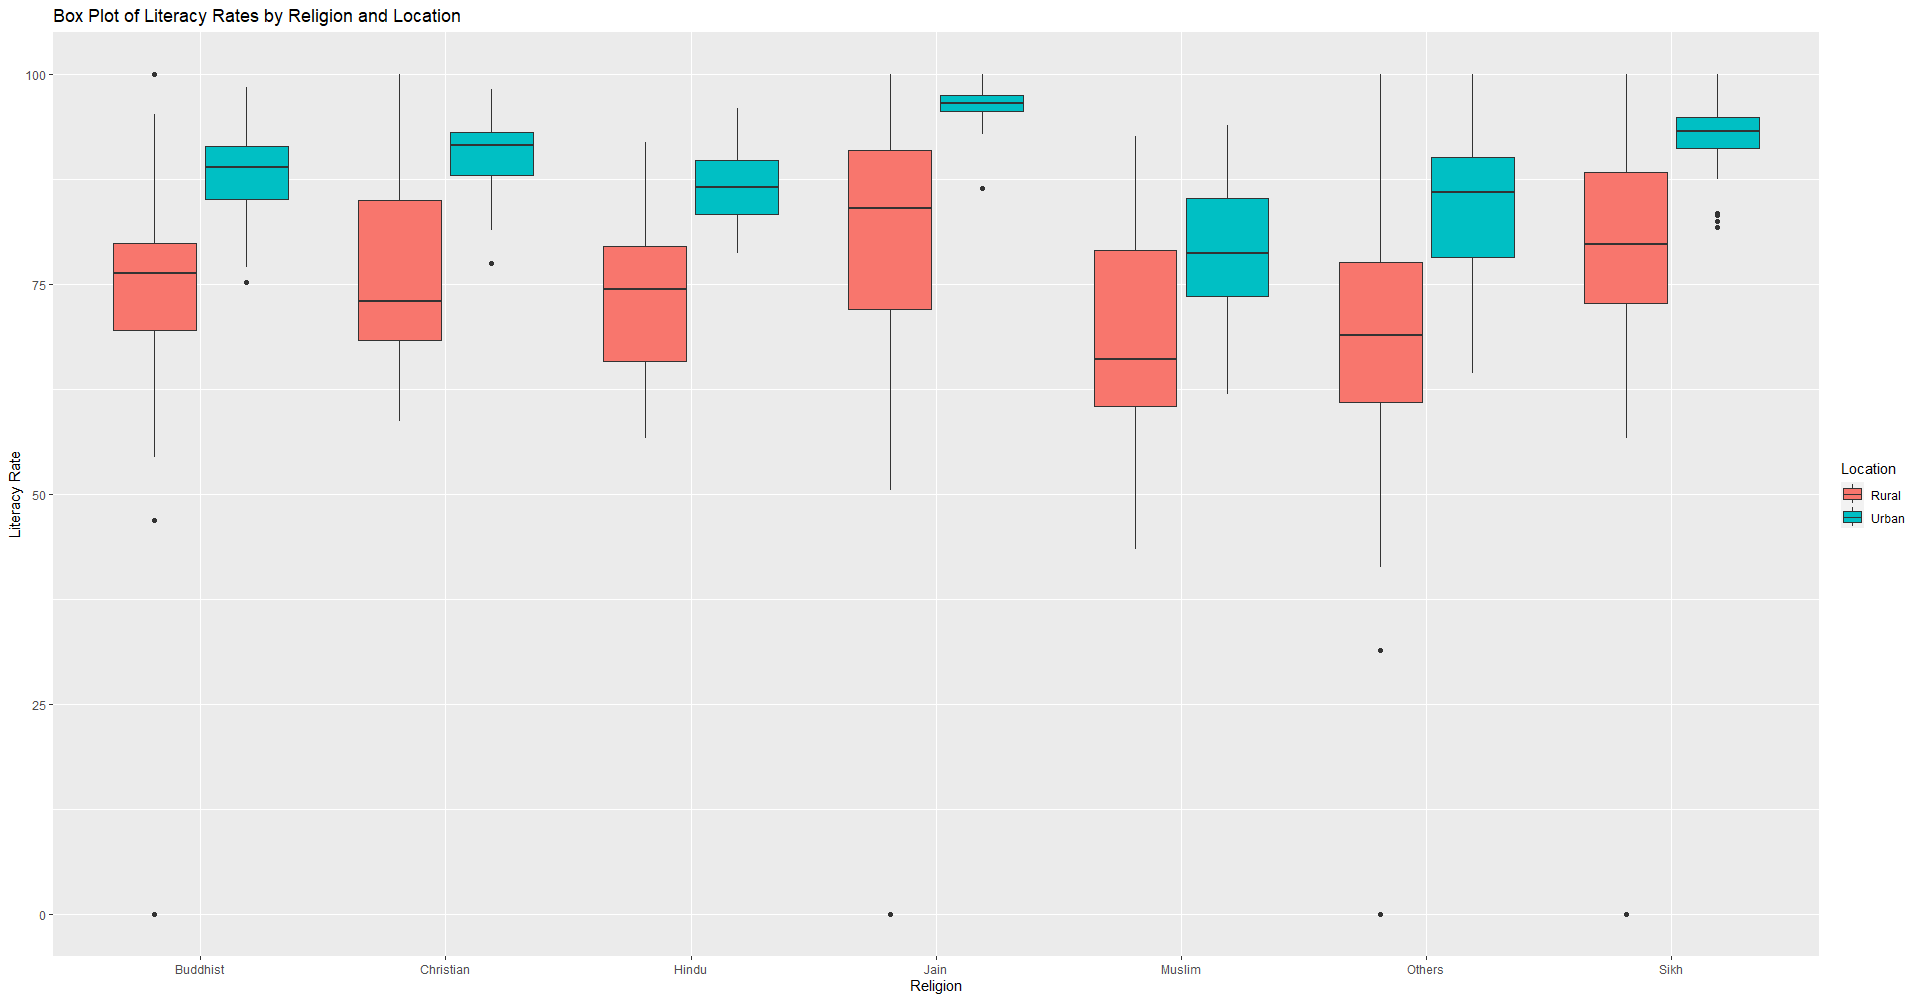 Box Plot of Literacy Rates by Religion and Location
100
75
50
25
0
Literacy Rate
Buddhist
Christian
Hindu
Jain
Muslim
Others
Sikh
Religion
Location
Rural
Urban